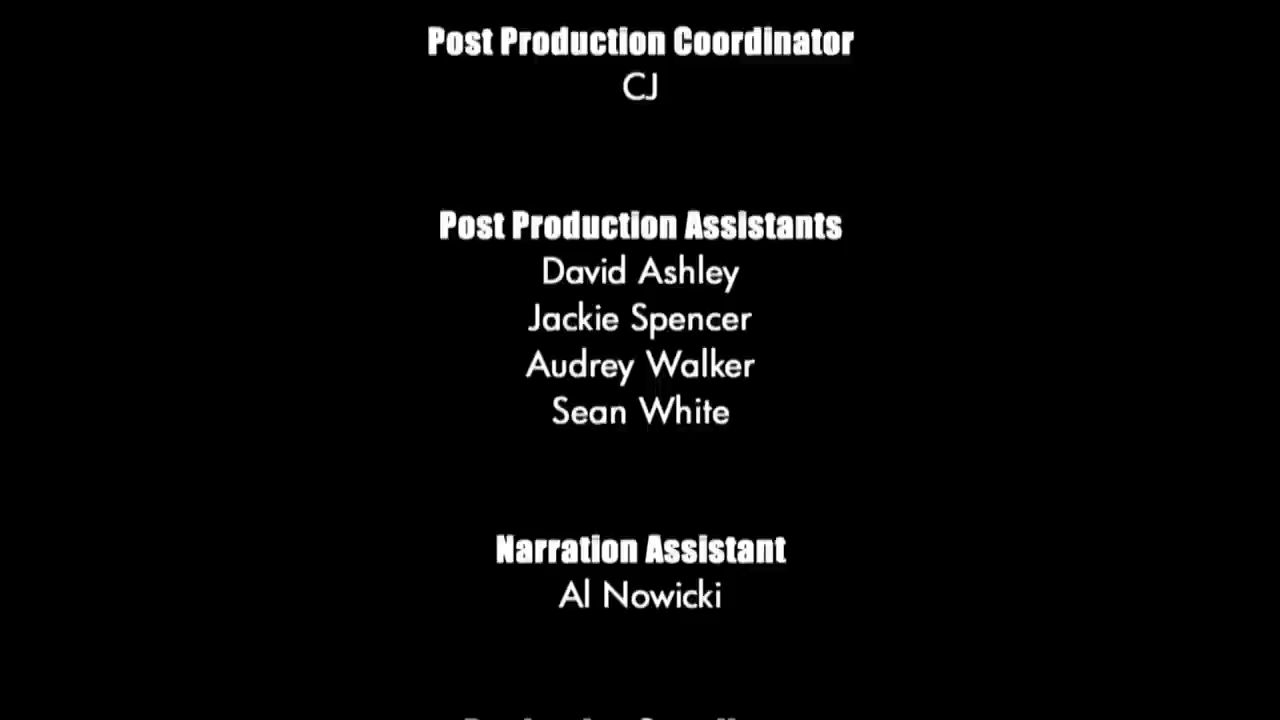 Post Production Coordinator
CJ
Post Production Assistants
David Ashley
Jackie Spencer
Audrey Walker
Sean White
Narration Assistant
Al Nowicki